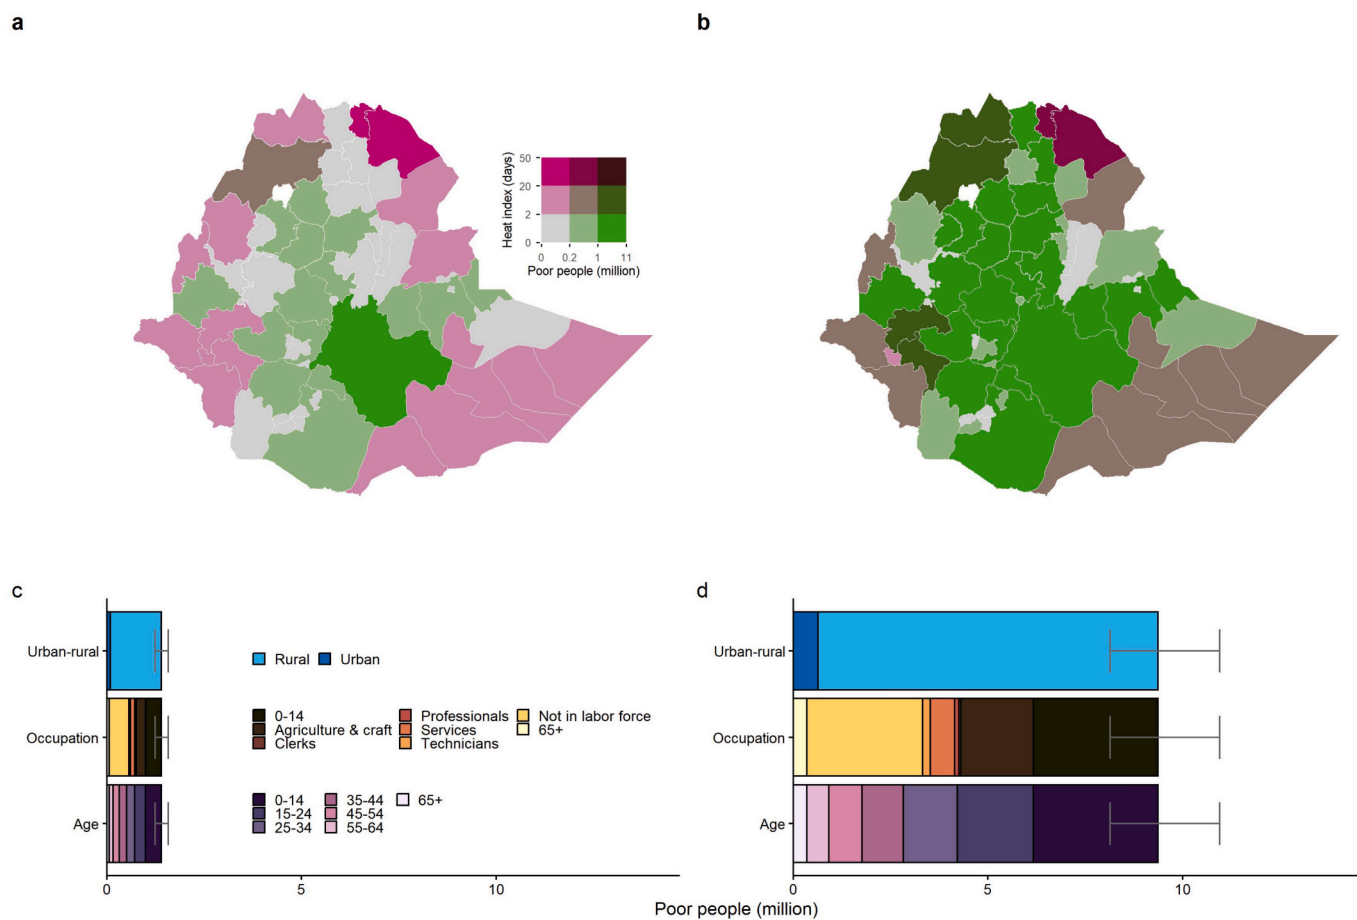 a
b
Heat index (days)
50
20
2
0
0 0.2 1 11
Poor people (million)
c
d
Urban-rural
Occupation
Age
Rural Urban
0-14 Professionals Not in labor force
Agriculture & craft Services 65+
Clerks Technicians
0-14 35-44 65+
15-24 45-54
25-34 55-64
0 5 10
Urban-rural
Occupation
Age
0 5 10
Poor people (million)